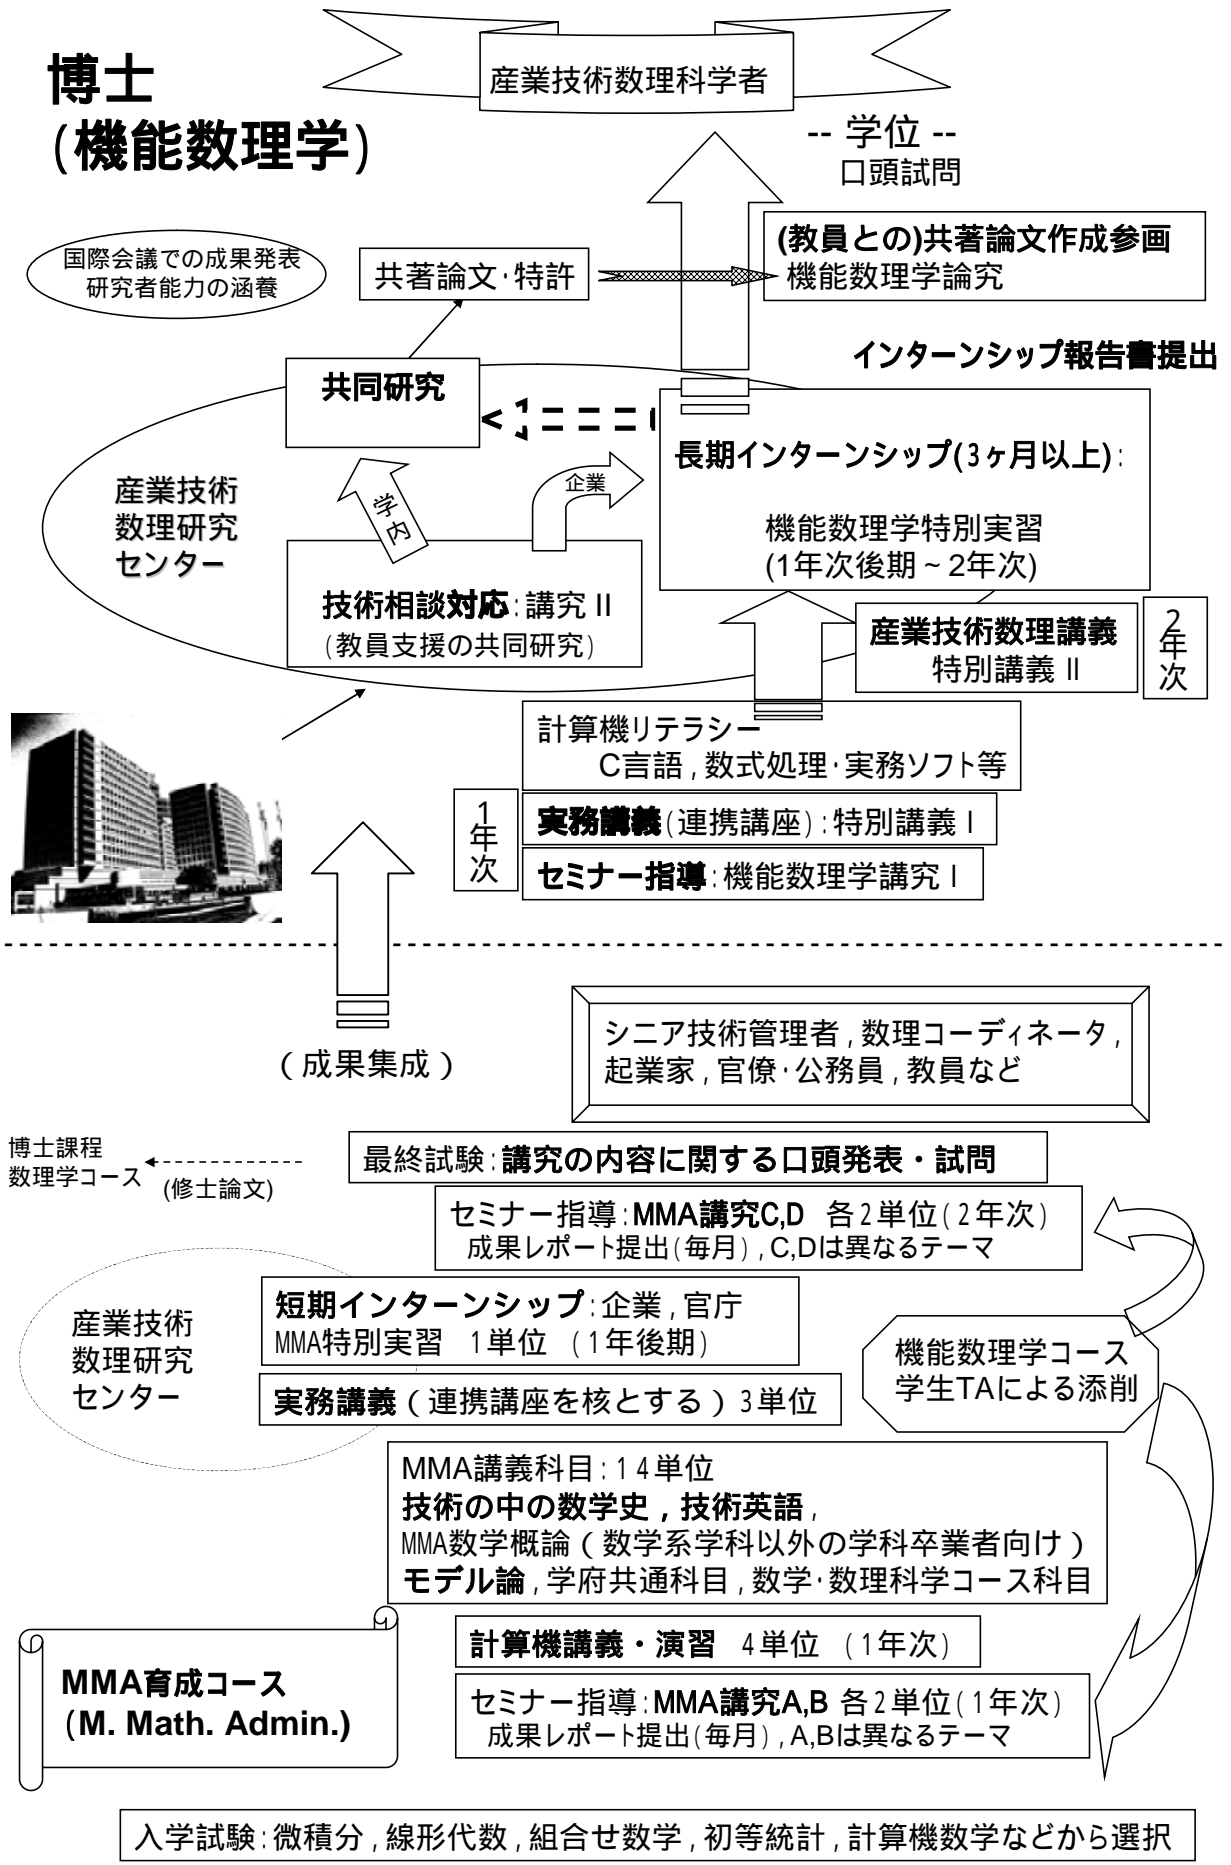 産業技術数理科学者
博士
(機能数理学)
-- 学位 --
口頭試問
国際会議での成果発表
研究者能力の涵養
共著論文・特許
(教員との)共著論文作成参画
機能数理学論究
インターンシップ報告書提出
共同研究
長期インターンシップ(3ヶ月以上):
機能数理学特別実習
(1年次後期~2年次)
企業
学内
産業技術
数理研究
センター
技術相談対応:講究 II
(教員支援の共同研究)
産業技術数理講義
特別講義 II
2年次
計算機リテラシー
C言語,数式処理・実務ソフト等
1年次
実務講義(連携講座):特別講義 I
セミナー指導:機能数理学講究 I
(成果集成)
シニア技術管理者,数理コーディネータ,
起業家,官僚・公務員,教員など
博士課程
数理学コース
(修士論文)
最終試験:講究の内容に関する口頭発表・試問
セミナー指導:MMA講究C,D 各2単位(2年次)
成果レポート提出(毎月),C,Dは異なるテーマ
産業技術
数理研究
センター
短期インターンシップ:企業,官庁
MMA特別実習 1単位 (1年後期)
機能数理学コース
学生TAによる添削
実務講義(連携講座を核とする)3単位
MMA講義科目:14単位
技術の中の数学史,技術英語,
MMA数学概論(数学系学科以外の学科卒業者向け)
モデル論,学府共通科目,数学・数理科学コース科目
計算機講義・演習 4単位 (1年次)
MMA育成コース
(M. Math. Admin.)
セミナー指導:MMA講究A,B 各2単位(1年次)
成果レポート提出(毎月),A,Bは異なるテーマ
入学試験:微積分,線形代数,組合せ数学,初等統計,計算機数学などから選択